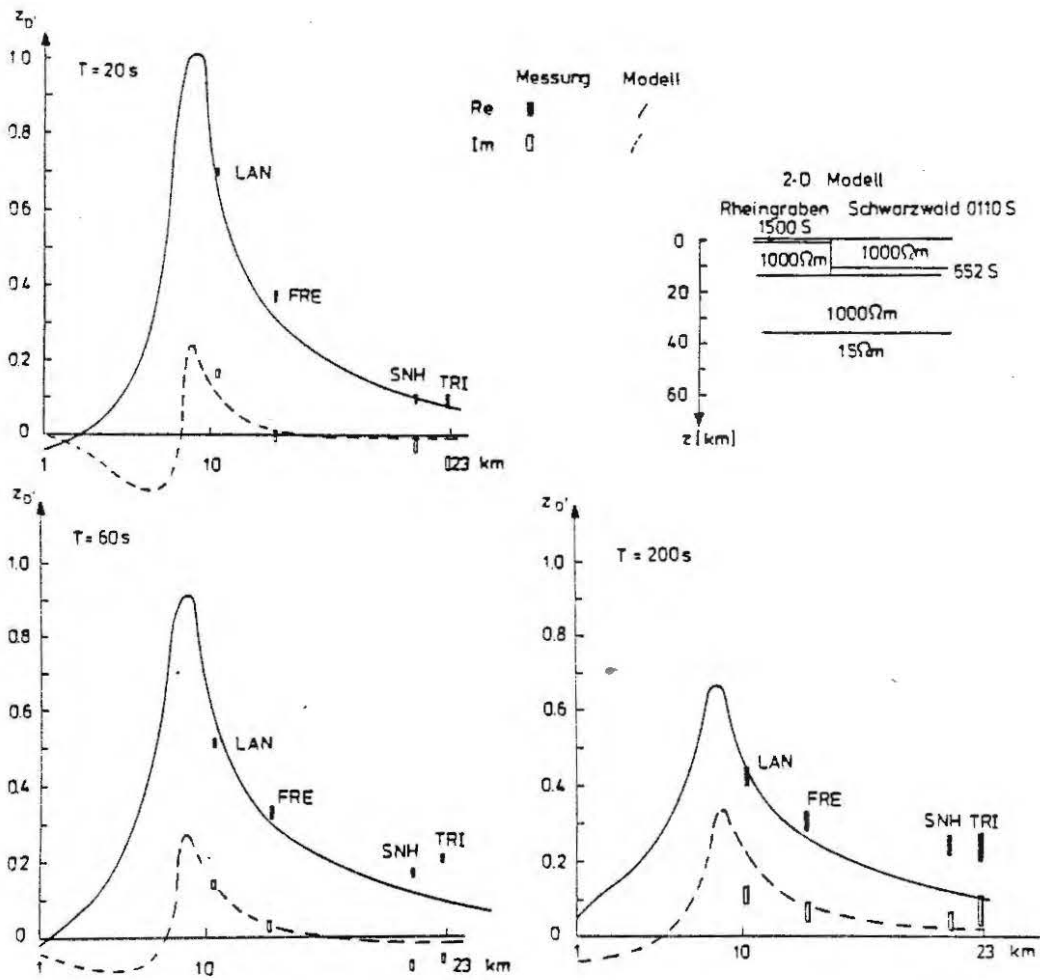 z_D'
1.0
T = 20 s
0.8
0.6
0.4
0.2
0
LAN
FRE
SNH
TRI
1
10
23 km
Messung Modell
Re
Im
2-D Modell
Rheingraben Schwarzwald 0110 S
1500 S
1000Ωm
1000Ωm
652 S
1000Ωm
15Ωm
0
20
40
60
z [km]
z_D'
T = 60 s
1.0
0.8
0.6
0.4
0.2
0
LAN
FRE
SNH
TRI
1
10
23 km
z_D'
T = 200 s
1.0
0.8
0.6
0.4
0.2
0
LAN
FRE
SNH TRI
1
10
23
km